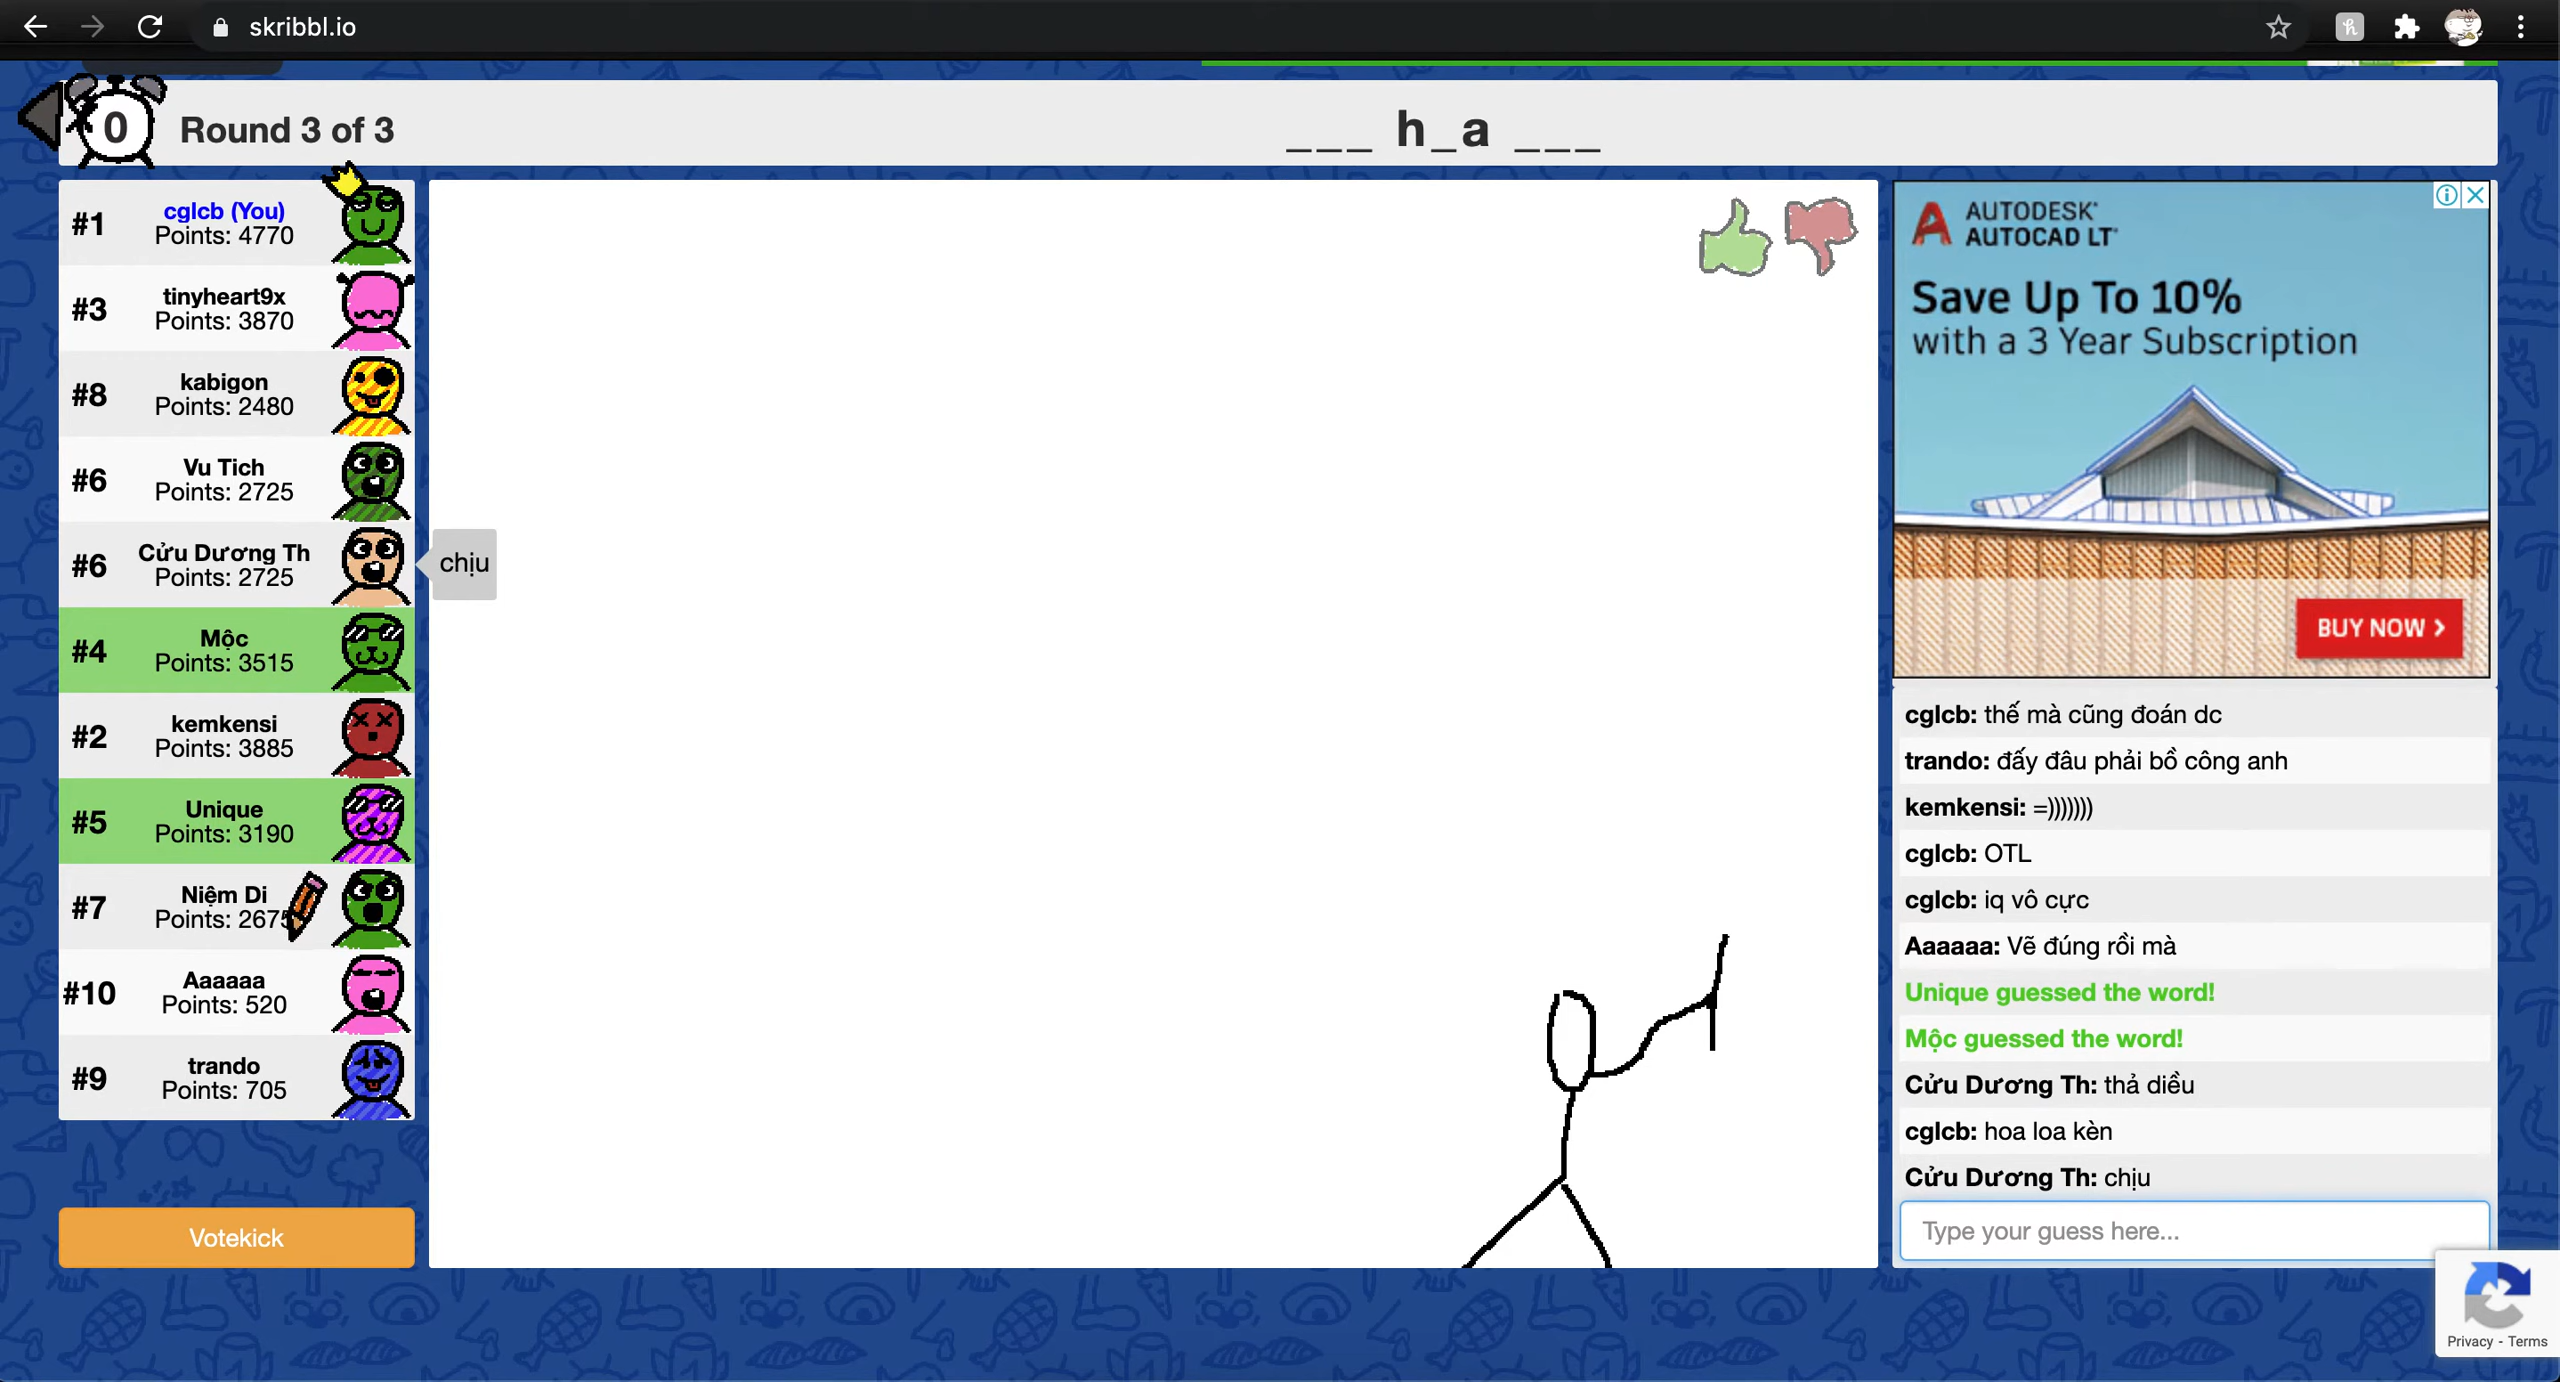 skribbl.io
0
Round 3 of 3
___ h_a ___
#1
cglcb (You)
Points: 4770
#3
tinyheart9x
Points: 3870
#8
kabigon
Points: 2480
#6
Vu Tich
Points: 2725
#6
Cửu Dương Th
Points: 2725
chịu
#4
Mộc
Points: 3515
#2
kemkensi
Points: 3885
#5
Unique
Points: 3190
#7
Niệm Di
Points: 2675
#10
Aaaaaa
Points: 520
#9
trando
Points: 705
Votekick
AUTODESK®
AUTOCAD LT®
Save Up To 10%
with a 3 Year Subscription
BUY NOW >
cglcb: thế mà cũng đoán dc
trando: đấy đâu phải bồ công anh
kemkensi: =)))))))
cglcb: OTL
cglcb: iq vô cực
Aaaaaa: Vẽ đúng rồi mà
Unique guessed the word!
Mộc guessed the word!
Cửu Dương Th: thả diều
cglcb: hoa loa kèn
Cửu Dương Th: chịu
Type your guess here...
Privacy - Terms